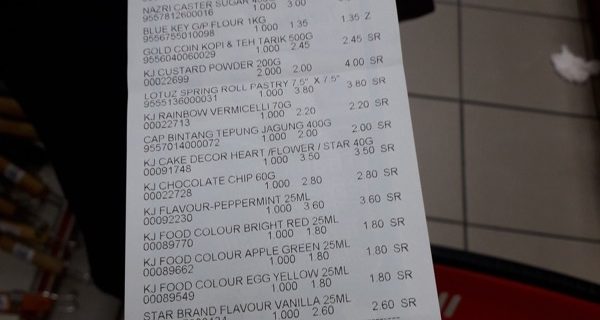 NAZRI CASTER SUGAR
9557812600016 1.000 3.00
BLUE KEY G/P FLOUR 1KG
9556755010098 1.000 1.35 1.35 Z
GOLD COIN KOPI & TEH TARIK 500G
9556040060029 1.000 2.45 2.45 SR
KJ CUSTARD POWDER 200G
00022699 2.000 2.00 4.00 SR
LOTUZ SPRING ROLL PASTRY 7.5" X 7.5"
9555136000031 1.000 3.80 3.80 SR
KJ RAINBOW VERMICELLI 70G
00022713 1.000 2.20 2.20 SR
CAP BINTANG TEPUNG JAGUNG 400G
9557014000072 1.000 2.00 2.00 SR
KJ CAKE DECOR HEART /FLOWER / STAR 40G
00091748 1.000 3.50 3.50 SR
KJ CHOCOLATE CHIP 60G
00022728 1.000 2.80 2.80 SR
KJ FLAVOUR-PEPPERMINT 25ML
00092230 1.000 3.60 3.60 SR
KJ FOOD COLOUR BRIGHT RED 25ML
00089770 1.000 1.80 1.80 SR
KJ FOOD COLOUR APPLE GREEN 25ML
00089662 1.000 1.80 1.80 SR
KJ FOOD COLOUR EGG YELLOW 25ML
00089549 1.000 1.80 1.80 SR
STAR BRAND FLAVOUR VANILLA 25ML
1.000 2.60 2.60 SR